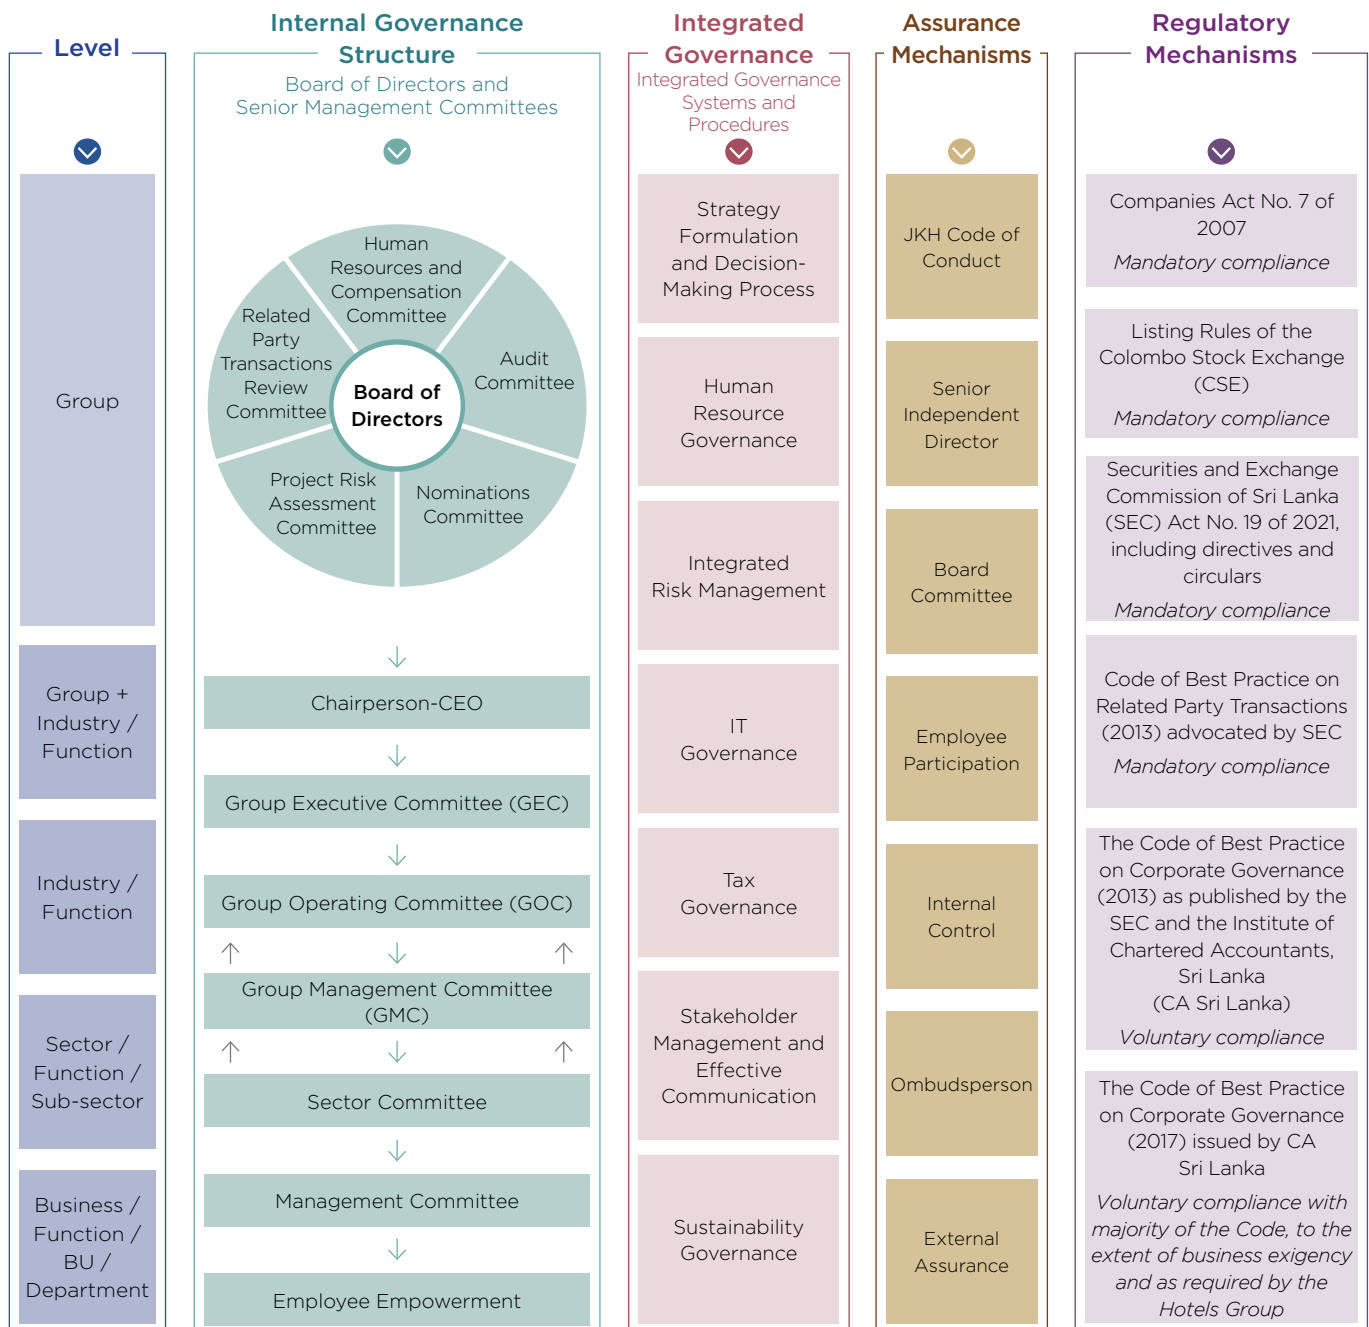 Level
Group
Group +
Industry /
Function
Industry /
Function
Sector /
Function /
Sub-sector
Business /
Function /
BU /
Department
Internal Governance
Structure
Board of Directors and
Senior Management Committees
Human
Resources and
Compensation
Committee
Related
Party
Transactions
Review
Committee
Audit
Committee
Board of
Directors
Project Risk
Assessment
Committee
Nominations
Committee
Chairperson-CEO
Group Executive Committee (GEC)
Group Operating Committee (GOC)
Group Management Committee
(GMC)
Sector Committee
Management Committee
Employee Empowerment
Integrated
Governance
Integrated Governance
Systems and
Procedures
Strategy
Formulation
and Decision-
Making Process
Human
Resource
Governance
Integrated
Risk Management
IT
Governance
Tax
Governance
Stakeholder
Management and
Effective
Communication
Sustainability
Governance
Assurance
Mechanisms
JKH Code of
Conduct
Senior
Independent
Director
Board
Committee
Employee
Participation
Internal
Control
Ombudsperson
External
Assurance
Regulatory
Mechanisms
Companies Act No. 7 of
2007
Mandatory compliance
Listing Rules of the
Colombo Stock Exchange
(CSE)
Mandatory compliance
Securities and Exchange
Commission of Sri Lanka
(SEC) Act No. 19 of 2021,
including directives and
circulars
Mandatory compliance
Code of Best Practice on
Related Party Transactions
(2013) advocated by SEC
Mandatory compliance
The Code of Best Practice
on Corporate Governance
(2013) as published by the
SEC and the Institute of
Chartered Accountants,
Sri Lanka
(CA Sri Lanka)
Voluntary compliance
The Code of Best Practice
on Corporate Governance
(2017) issued by CA
Sri Lanka
Voluntary compliance with
majority of the Code, to the
extent of business exigency
and as required by the
Hotels Group